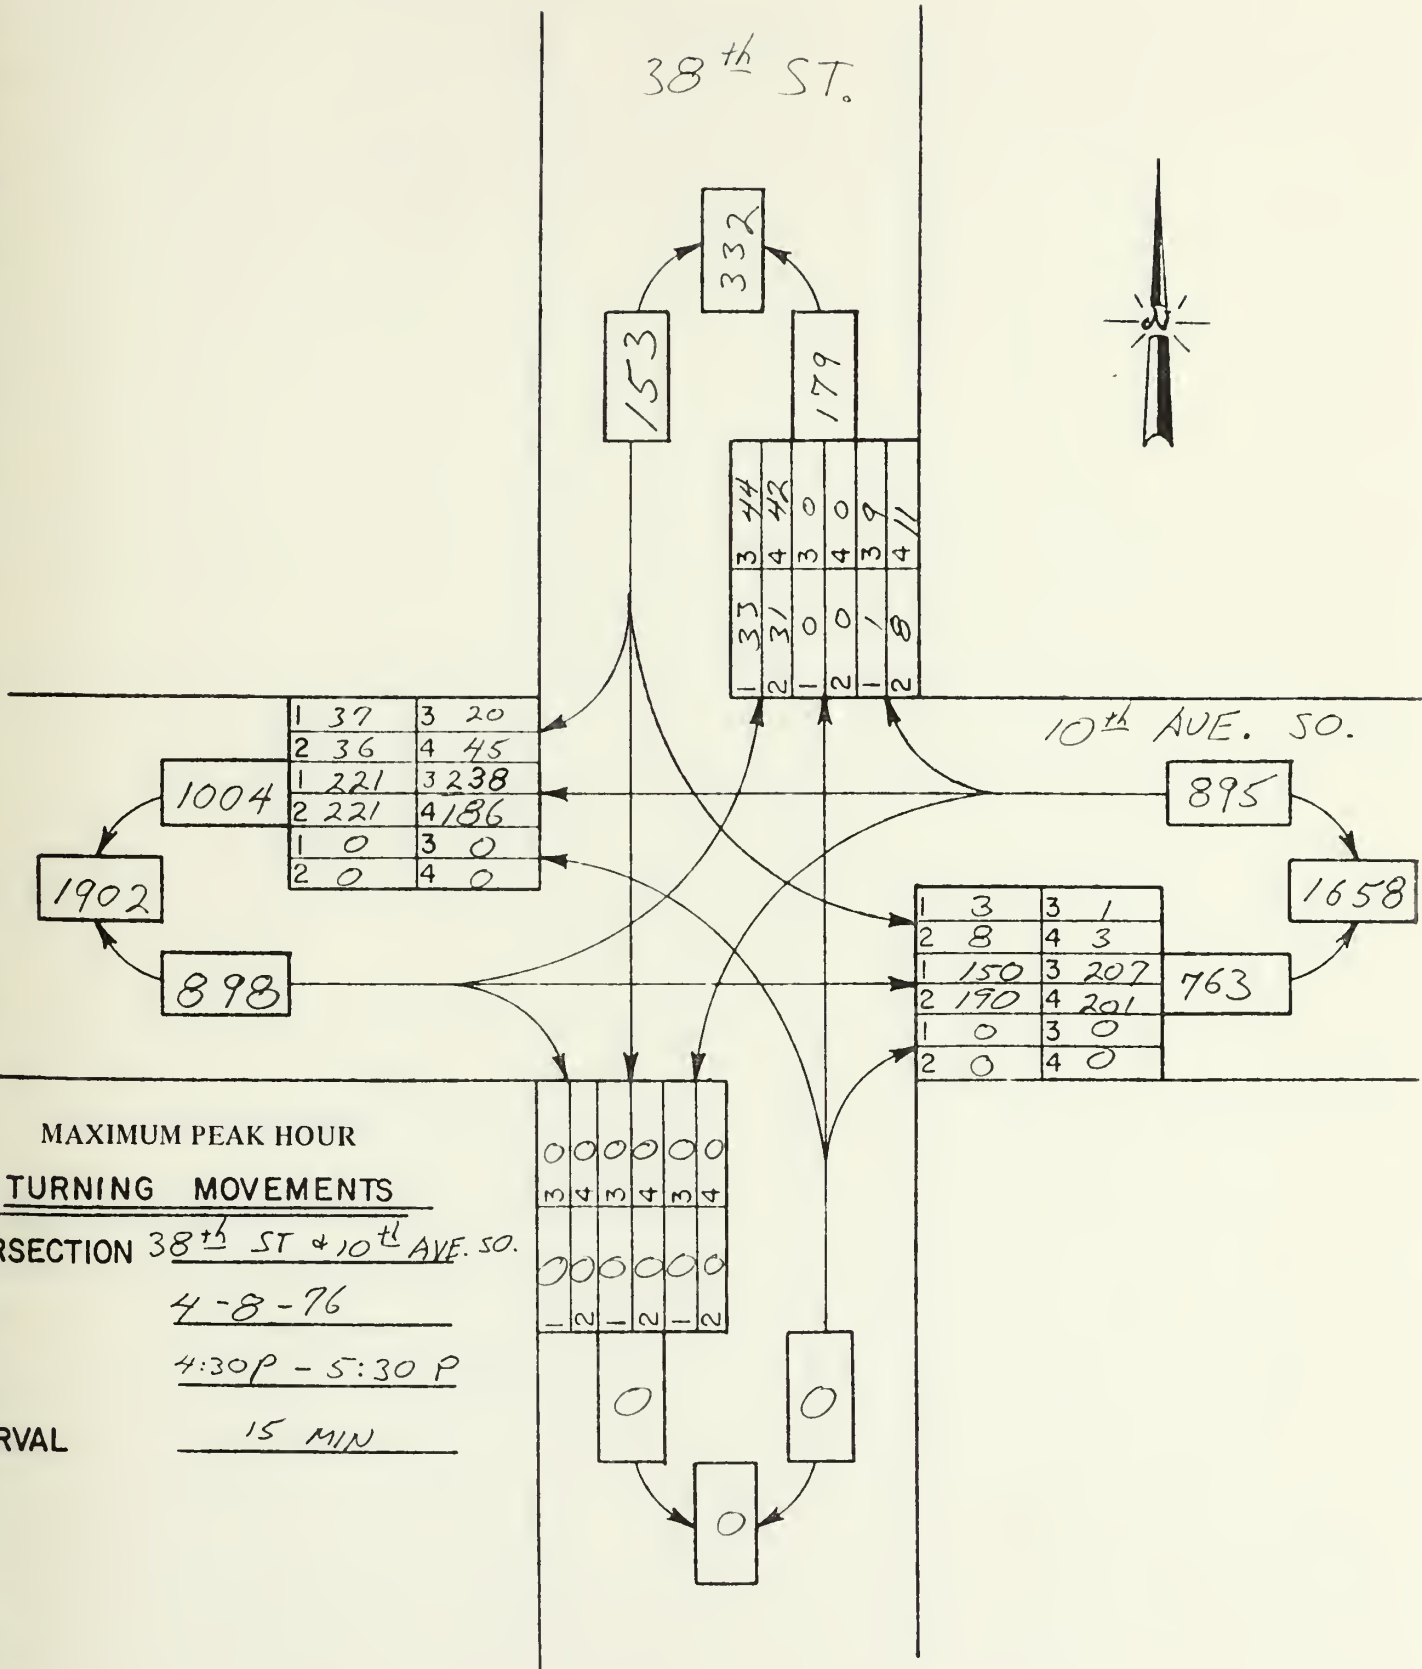 38th ST.
332
153
179
3 44
4 42
3 0
4 0
3 9
4 11
1 33
2 31
1 0
2 0
1 1
2 8
N
10th AVE. SO.
1 37 3 20
2 36 4 45
1 221 3 238
2 221 4 186
1 0 3 0
2 0 4 0
1004
1902
898
895
1658
763
1 3 3 1
2 8 4 3
1 150 3 207
2 190 4 201
1 0 3 0
2 0 4 0
0 0 0 0 0 0
3 4 3 4 3 4
0 0 0 0 0 0
1 2 1 2 1 2
0
0
0
MAXIMUM PEAK HOUR
TURNING MOVEMENTS
RSECTION 38th ST & 10th AVE. SO.
4-8-76
4:30P - 5:30 P
RVAL 15 MIN